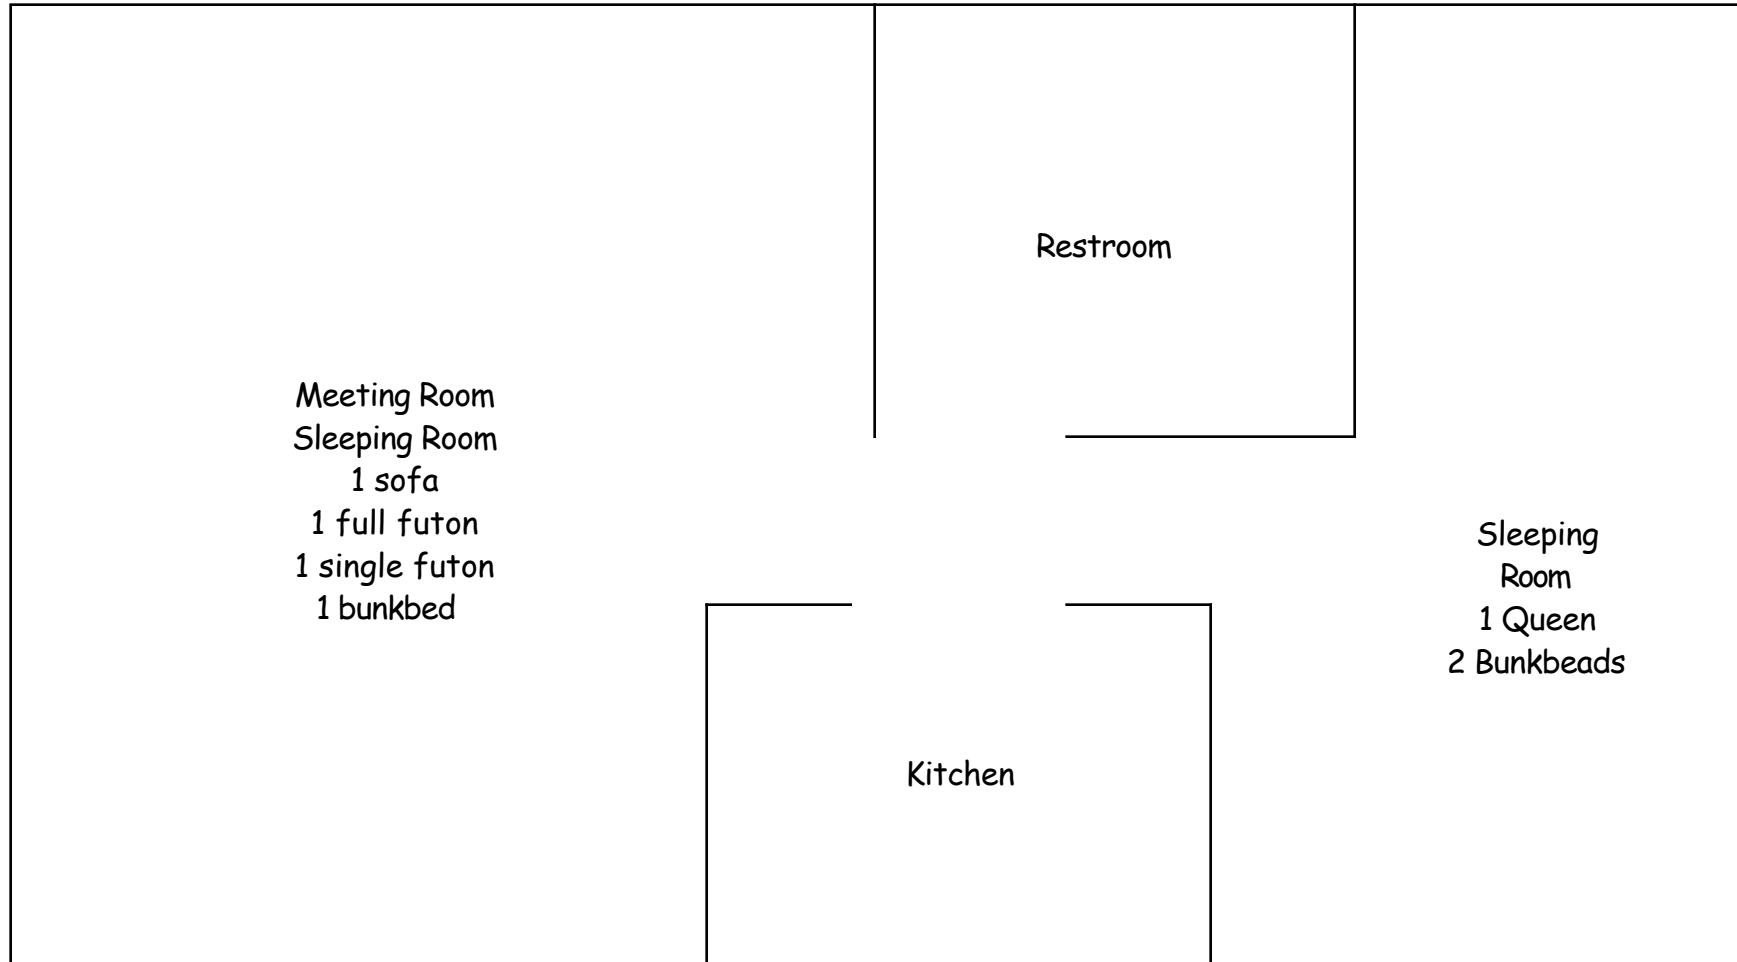 Restroom
Meeting Room
Sleeping Room
1 sofa
1 full futon
1 single futon
1 bunkbed
Sleeping
Room
1 Queen
2 Bunkbeads
Kitchen